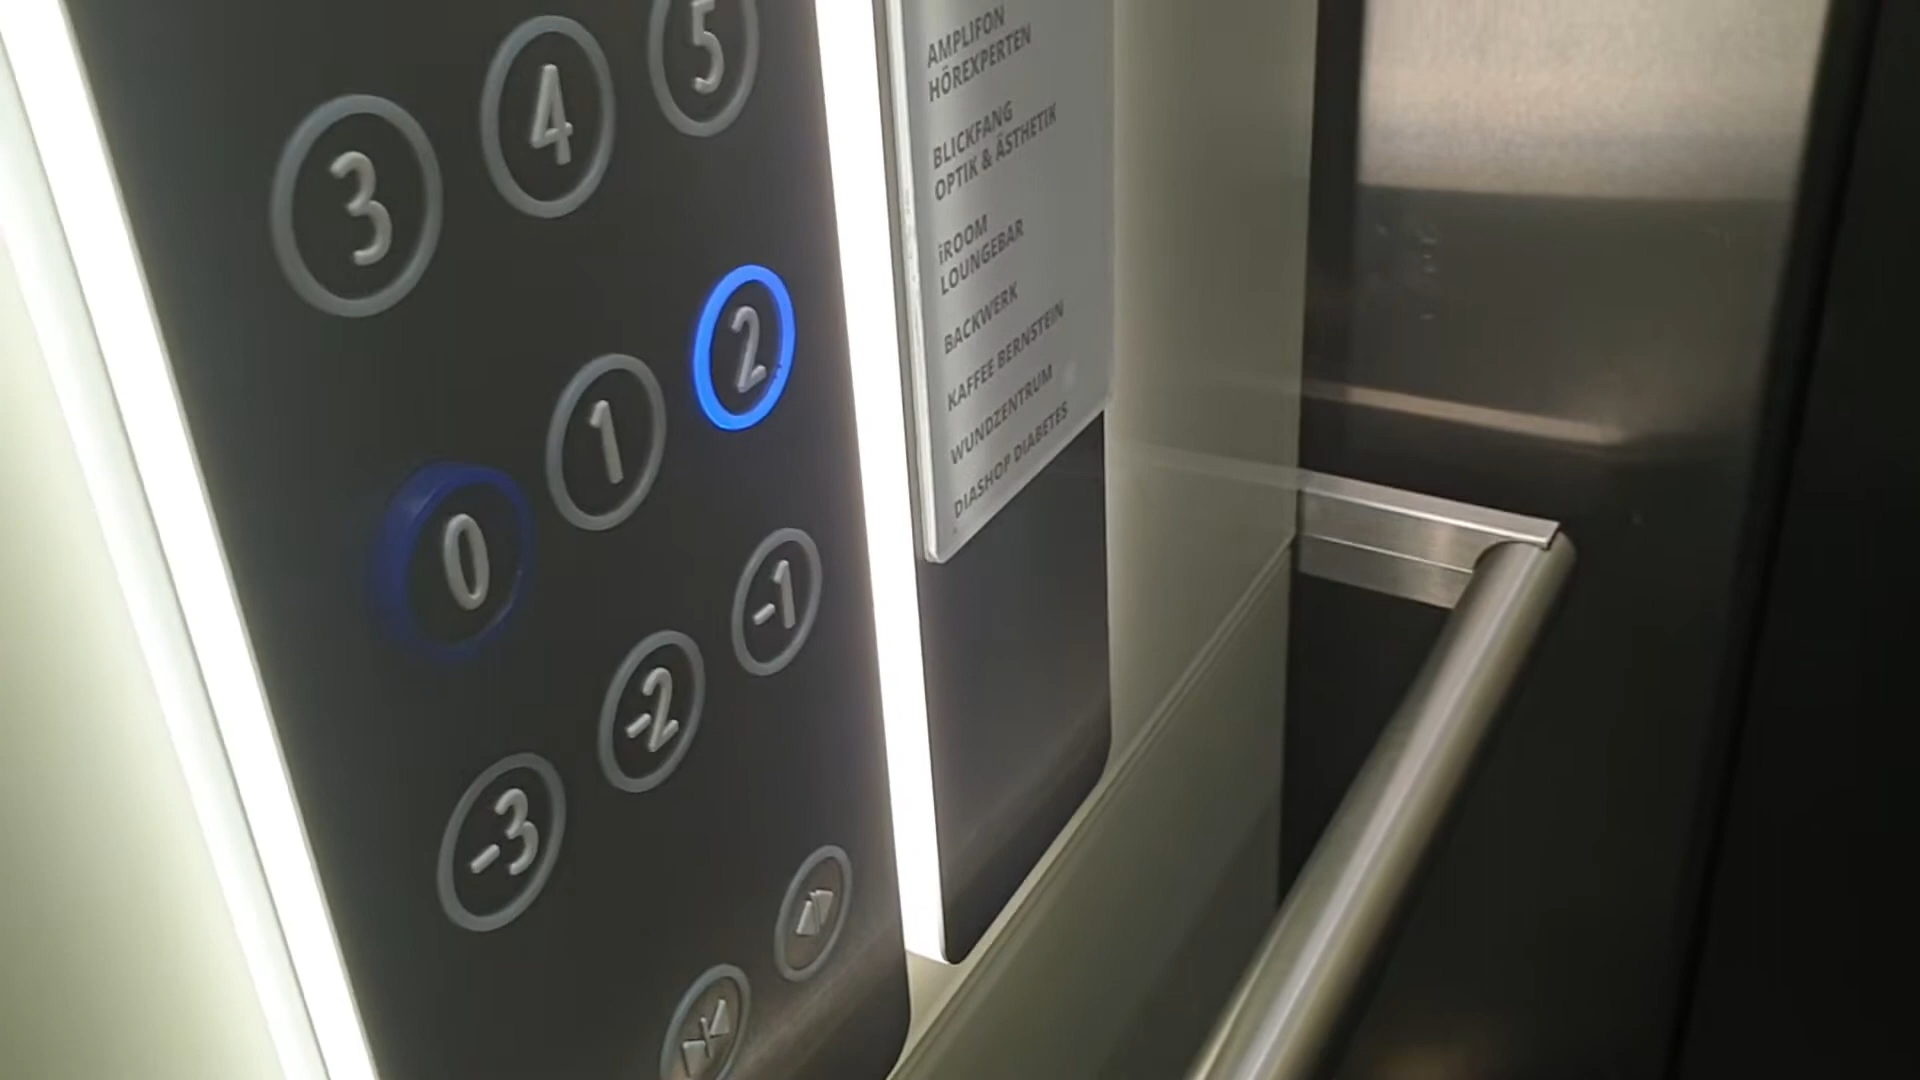 3 4 5
0 1 2
-3 -2 -1
AMPLIFON
HÖREXPERTEN
BLICKFANG
OPTIK & ÄSTHETIK
iROOM
LOUNGEBAR
BACKWERK
KAFFEE BERNSTEIN
WUNDZENTRUM
DIASHOP DIABETES